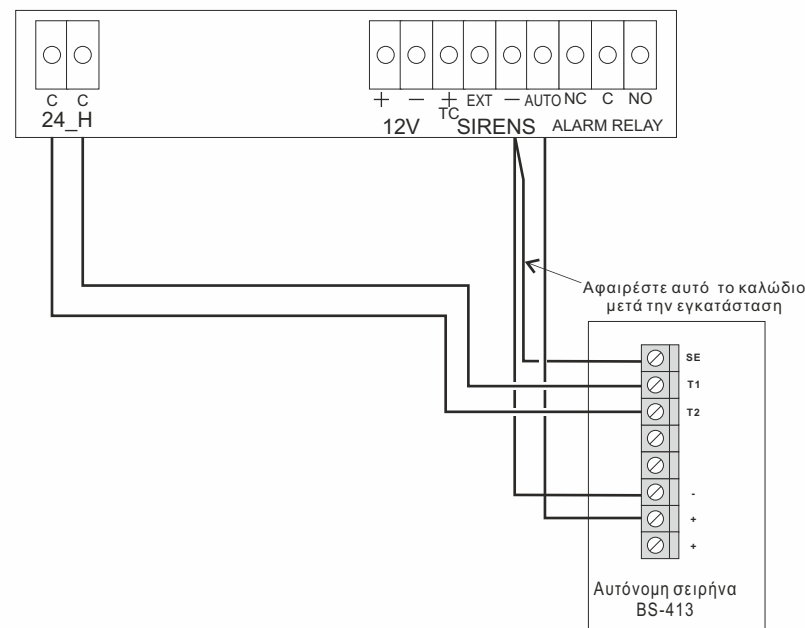 C C
24_H
+ - + EXT - AUTO NC C NO
TC
12V SIRENS ALARM RELAY
Αφαιρέστε αυτό το καλώδιο
μετά την εγκατάσταση
SE
T1
T2
-
+
+
Αυτόνομη σειρήνα
BS-413